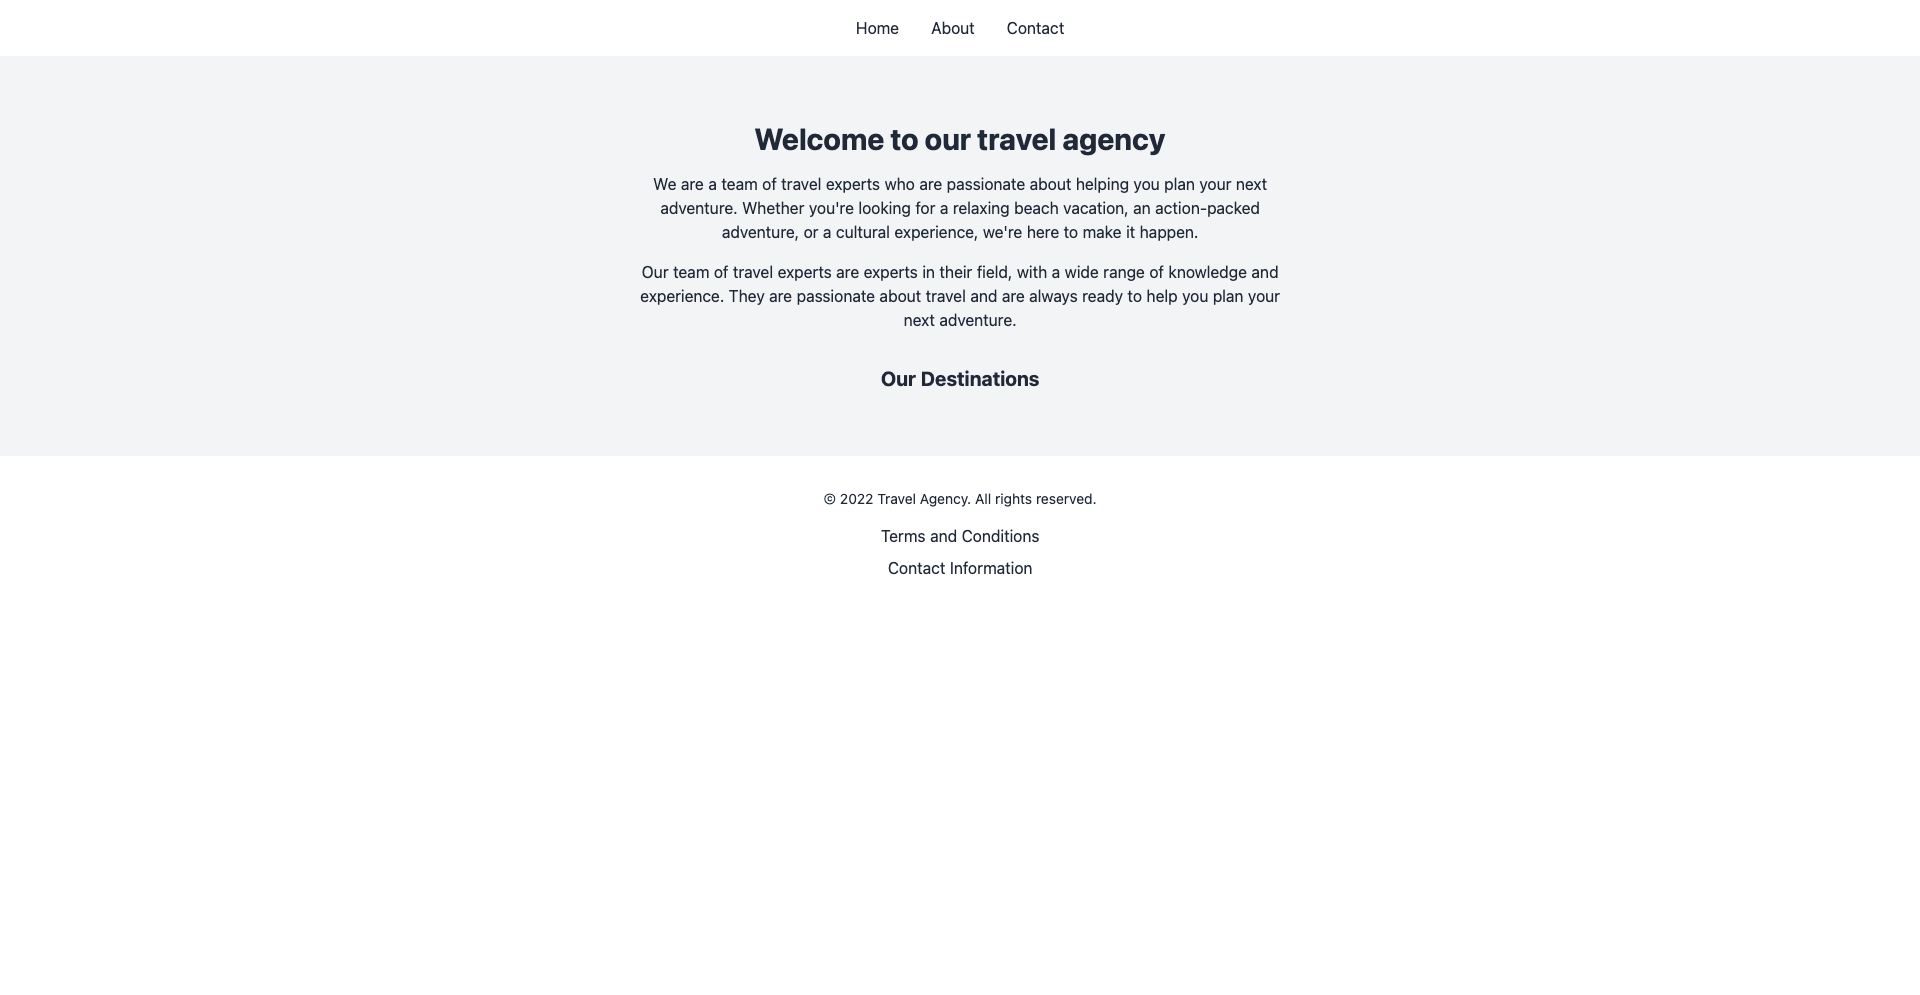 Home About Contact
Welcome to our travel agency
We are a team of travel experts who are passionate about helping you plan your next
adventure. Whether you're looking for a relaxing beach vacation, an action-packed
adventure, or a cultural experience, we're here to make it happen.
Our team of travel experts are experts in their field, with a wide range of knowledge and
experience. They are passionate about travel and are always ready to help you plan your
next adventure.
Our Destinations
© 2022 Travel Agency. All rights reserved.
Terms and Conditions
Contact Information